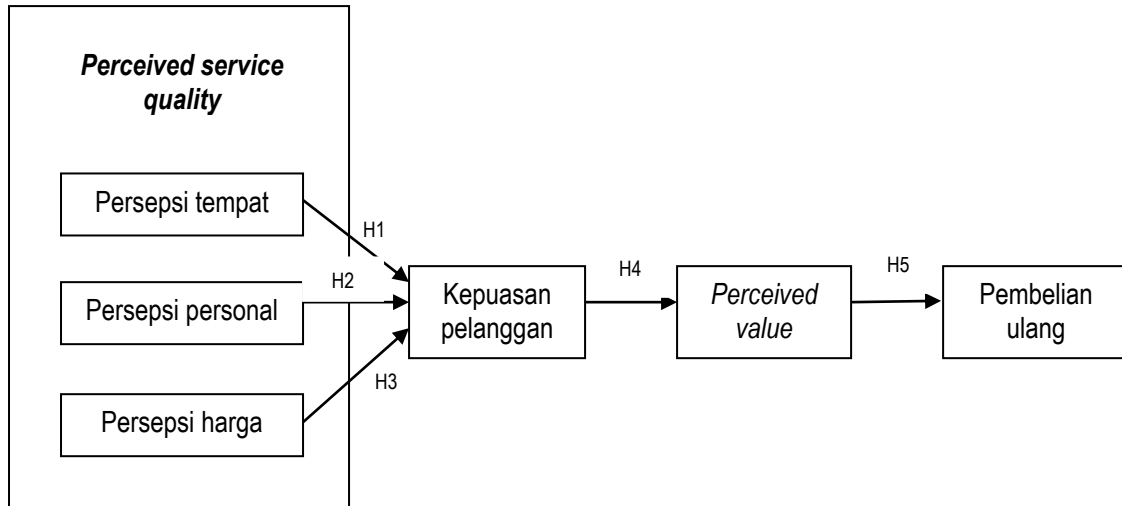 Perceived service
quality
Persepsi tempat
H1
Persepsi personal
H2
Persepsi harga
H3
Kepuasan
pelanggan
H4
Perceived
value
H5
Pembelian
ulang